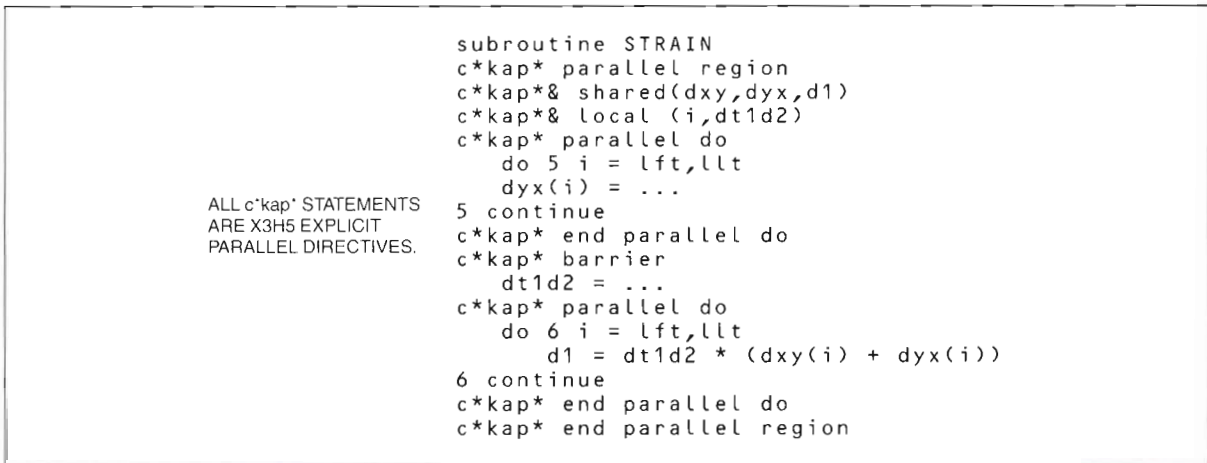 subroutine STRAIN
c*kap* parallel region
c*kap*& shared(dxy,dyx,d1)
c*kap*& local (i,dt1d2)
c*kap* parallel do
do 5 i = lft,llt
dyx(i) = ...
5 continue
c*kap* end parallel do
c*kap* barrier
dt1d2 = ...
c*kap* parallel do
do 6 i = lft,llt
d1 = dt1d2 * (dxy(i) + dyx(i))
6 continue
c*kap* end parallel do
c*kap* end parallel region
ALL c*kap* STATEMENTS
ARE X3H5 EXPLICIT
PARALLEL DIRECTIVES.